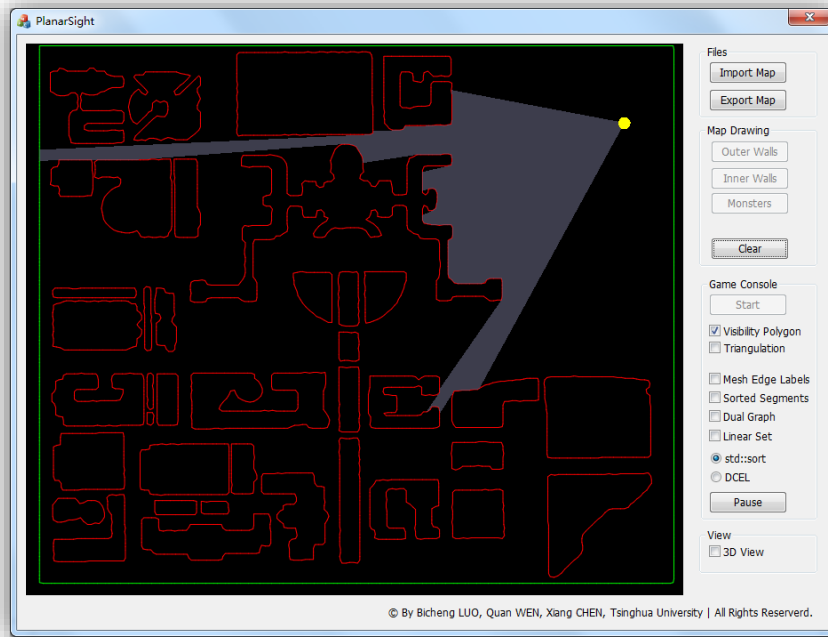 PlanarSight
Files
Import Map
Export Map
Map Drawing
Outer Walls
Inner Walls
Monsters
Clear
Game Console
Start
Visibility Polygon
Triangulation
Mesh Edge Labels
Sorted Segments
Dual Graph
Linear Set
std::sort
DCEL
Pause
View
3D View
© By Bicheng LUO, Quan WEN, Xiang CHEN, Tsinghua University | All Rights Reserverd.